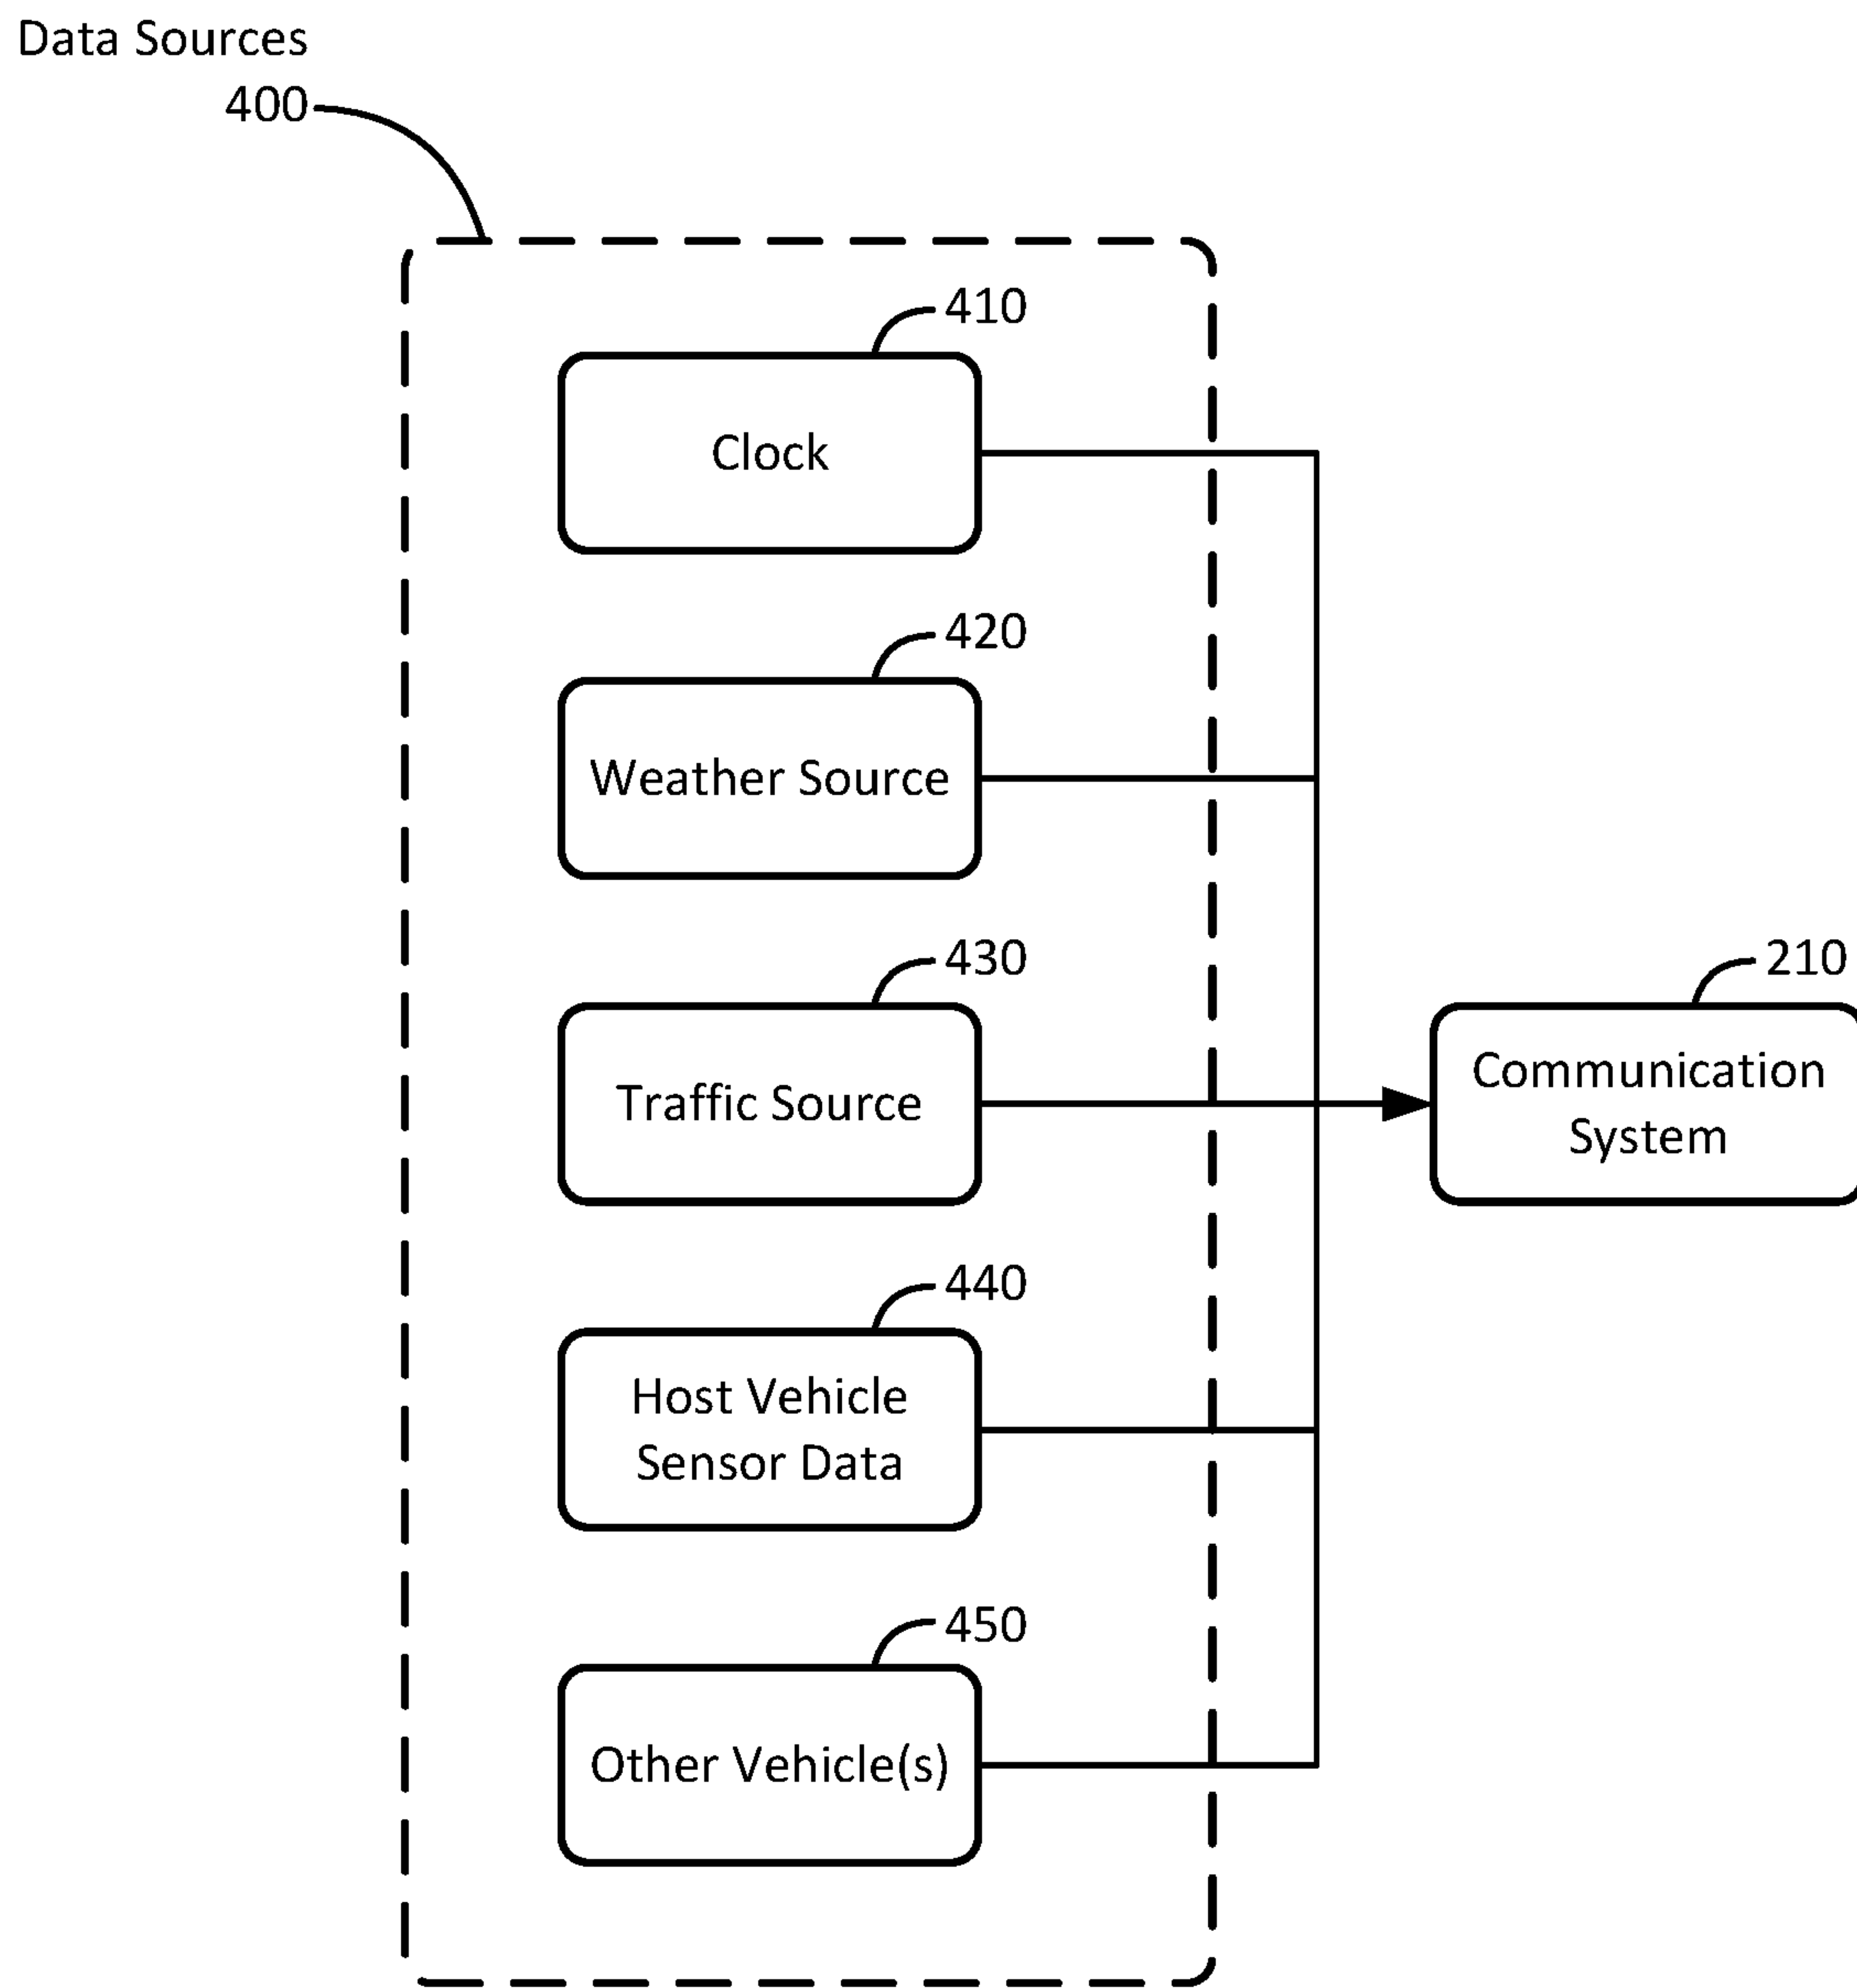 Data Sources
400
410
Clock
420
Weather Source
430
Traffic Source
210
Communication
System
440
Host Vehicle
Sensor Data
450
Other Vehicle(s)